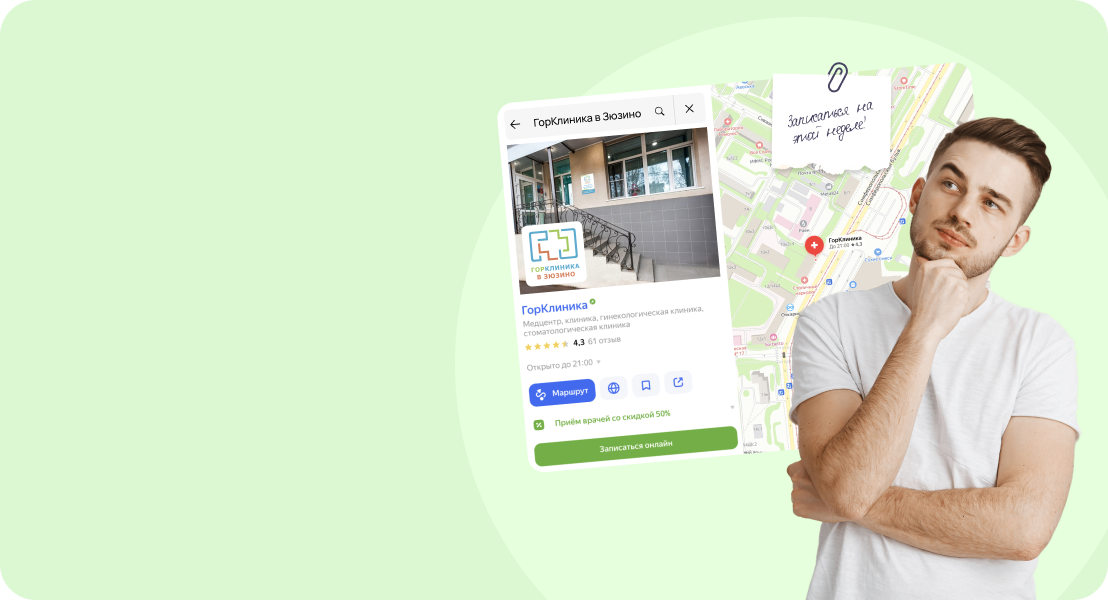 ГорКлиника в Зюзино
ГОРКЛИНИКА
В ЗЮЗИНО
ГорКлиника
Медцентр, клиника, гинекологическая клиника,
стоматологическая клиника
4,3 61 отзыв
Открыто до 21:00
Маршрут
Приём врачей со скидкой 50%
Записаться онлайн
Записаться на
этой неделе!
ГорКлиника
До 21:00 ★4,3